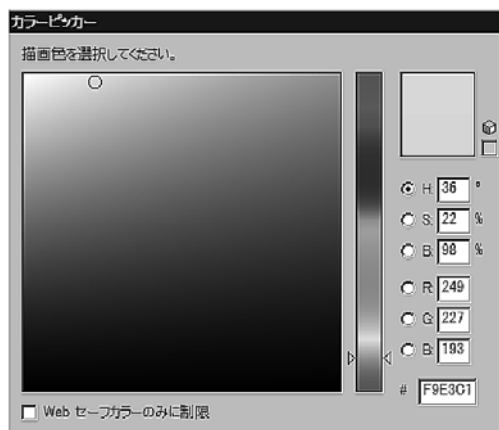 カラーピッカー
描画色を選択してください。
H: 36 °
S: 22 %
B: 98 %
R: 249
G: 227
B: 193
# F9E3C1
Web セーフカラーのみに制限